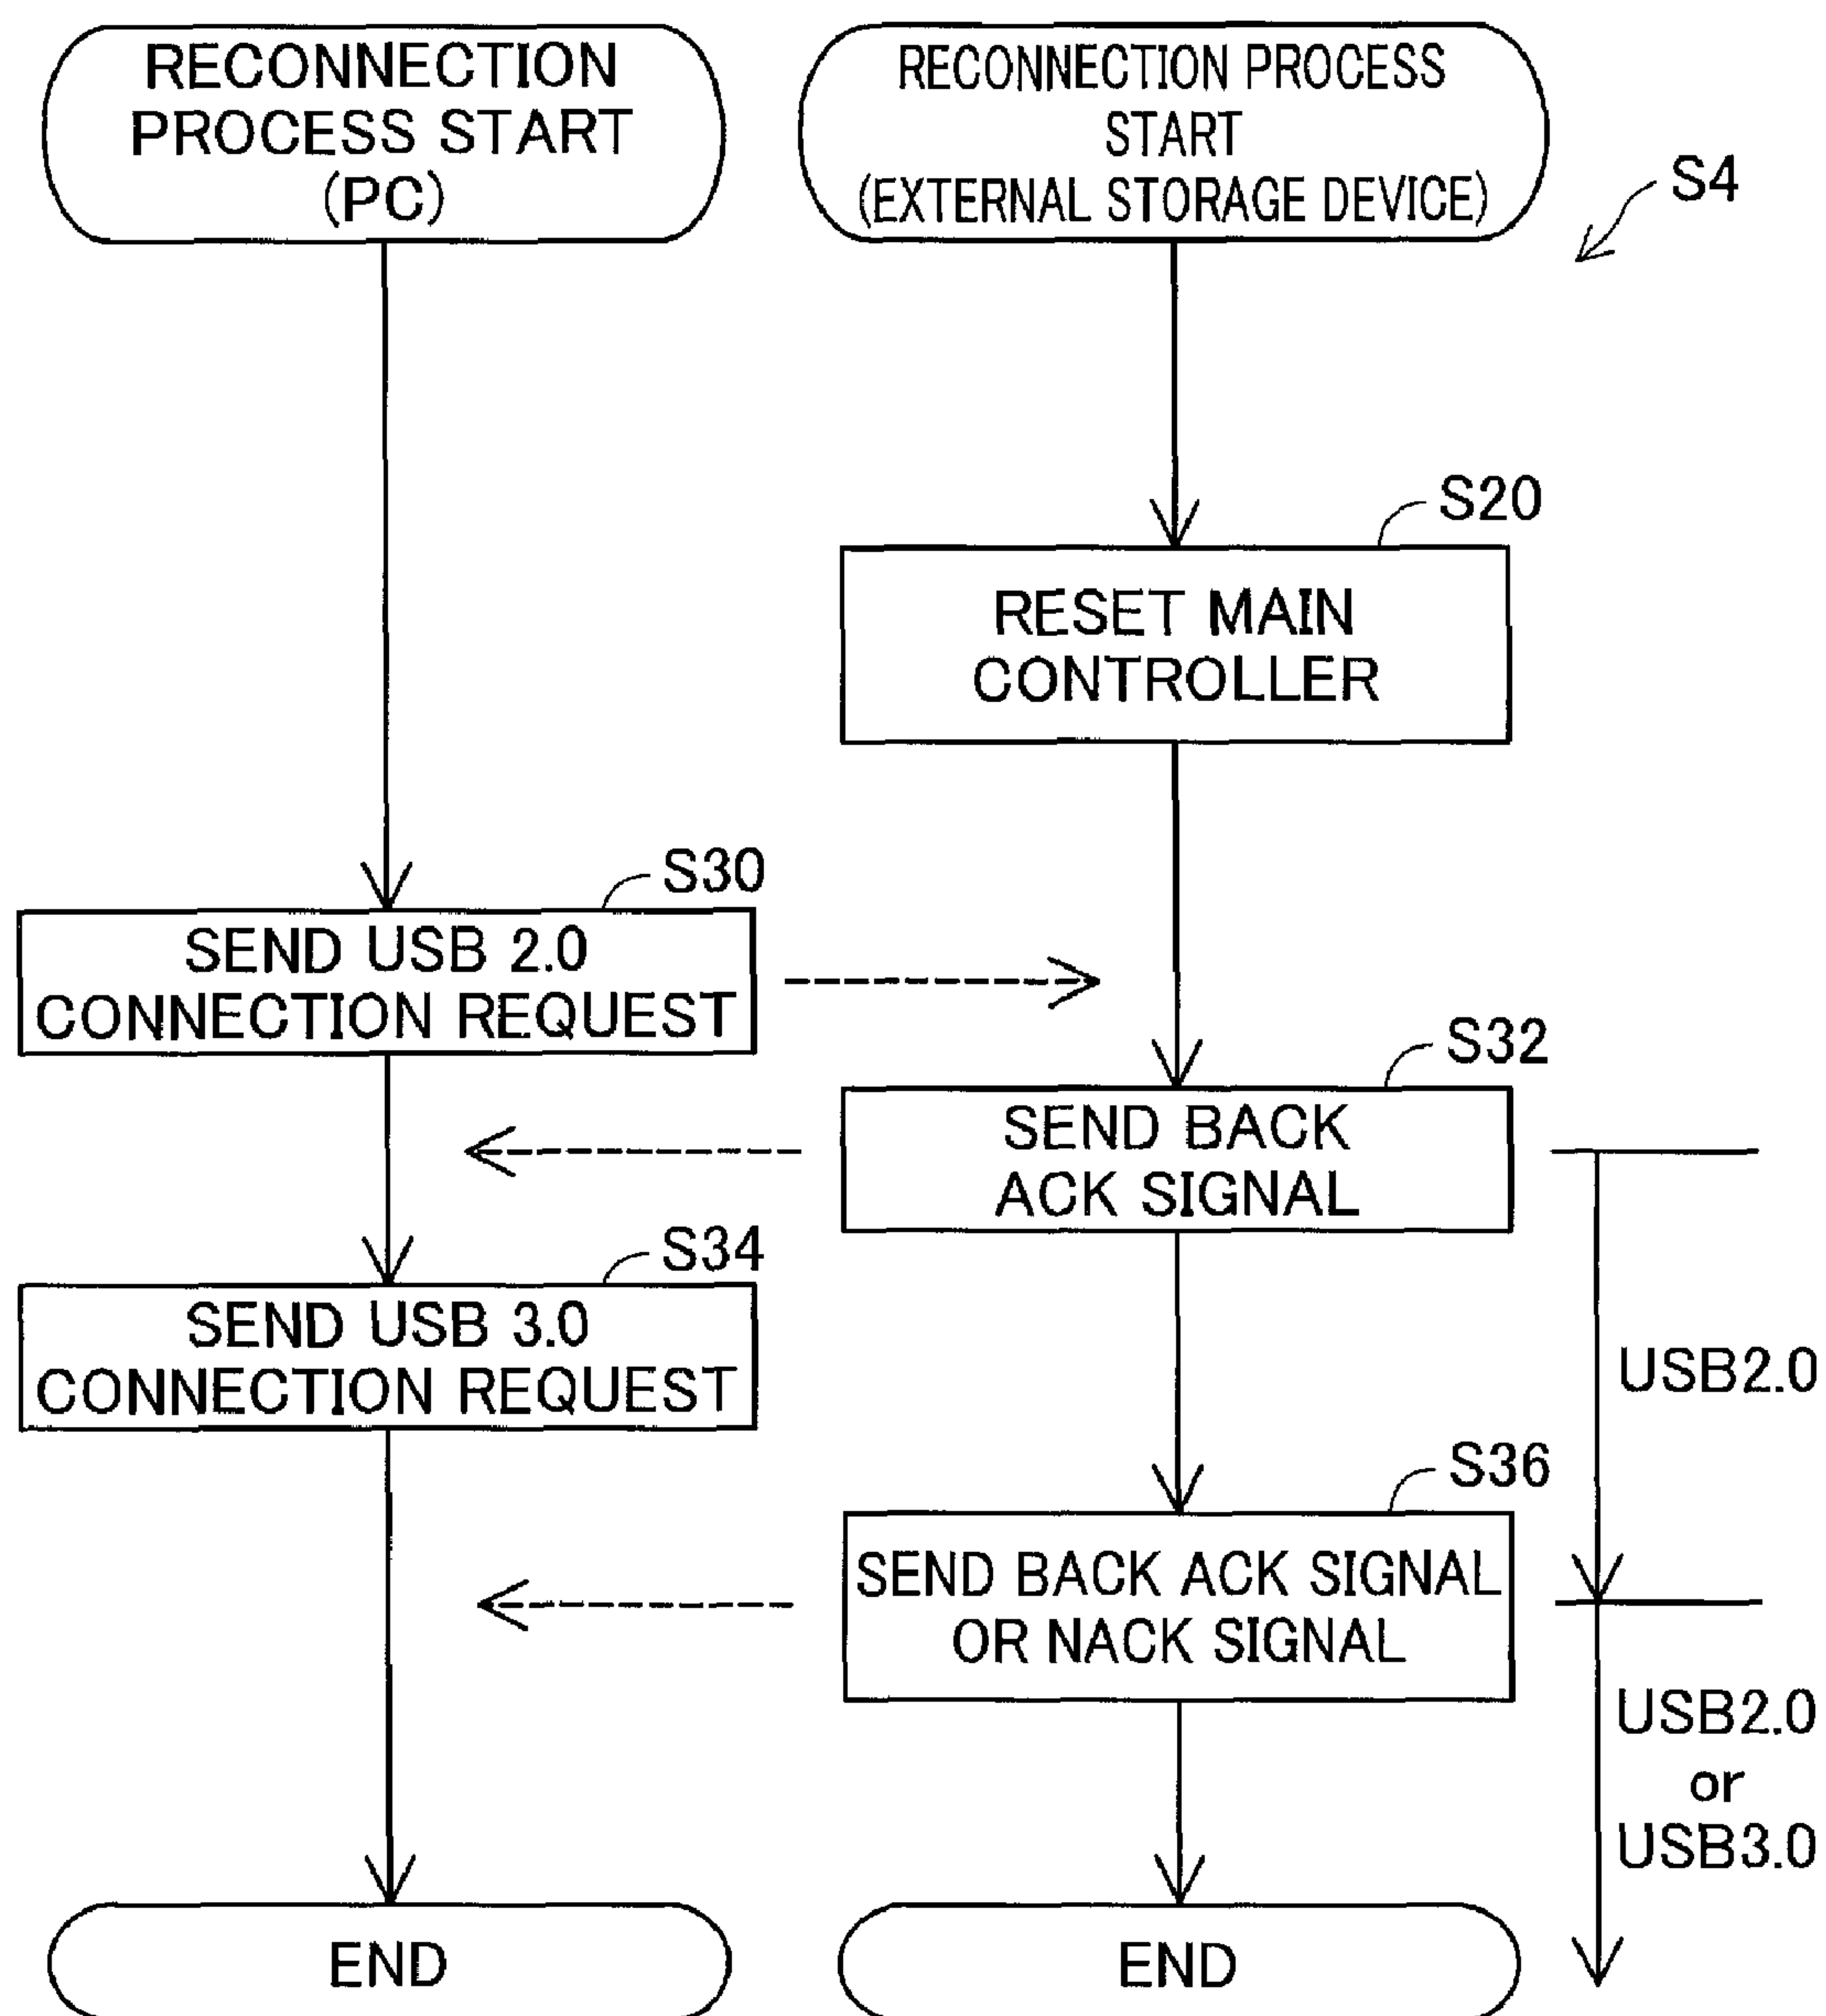 RECONNECTION
PROCESS START
(PC)
RECONNECTION PROCESS
START
(EXTERNAL STORAGE DEVICE)
S4
S20
RESET MAIN
CONTROLLER
S30
SEND USB 2.0
CONNECTION REQUEST
S32
SEND BACK
ACK SIGNAL
S34
SEND USB 3.0
CONNECTION REQUEST
USB2.0
S36
SEND BACK ACK SIGNAL
OR NACK SIGNAL
USB2.0
or
USB3.0
END
END